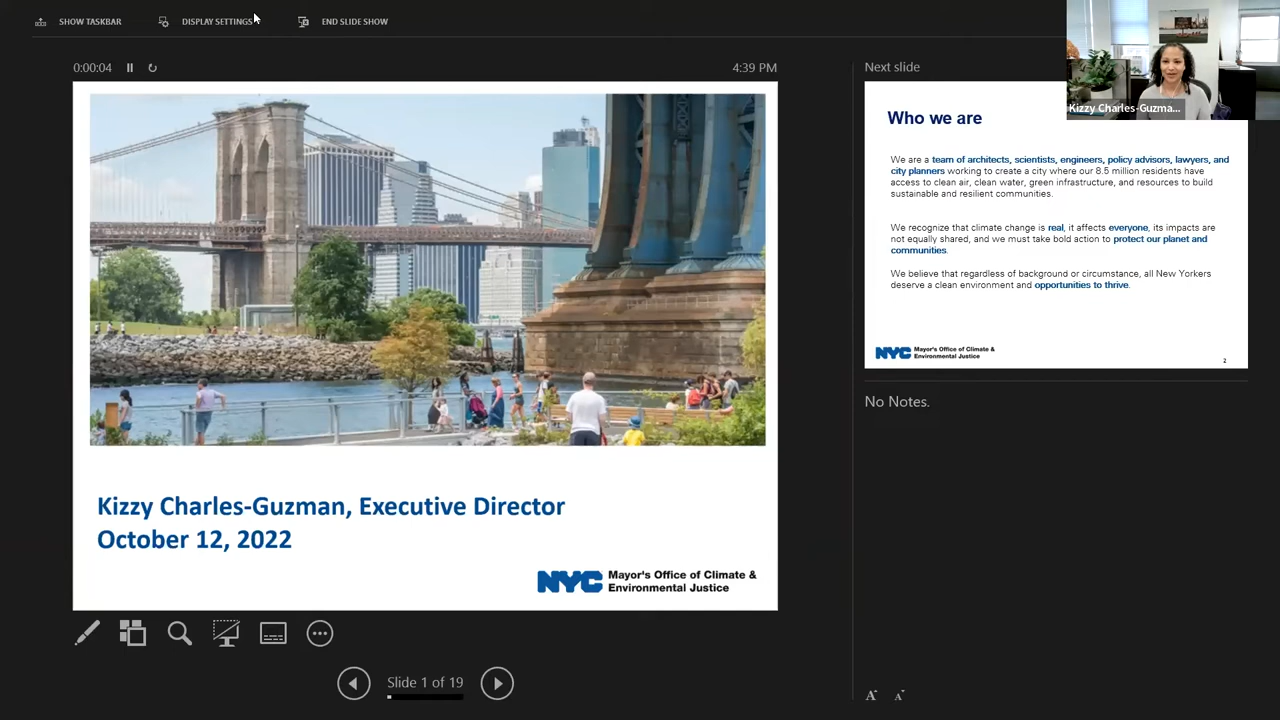 SHOW TASKBAR
DISPLAY SETTINGS
END SLIDE SHOW
0:00:04
4:39 PM
Kizzy Charles-Guzman, Executive Director
October 12, 2022
NYC
Mayor's Office of Climate &
Environmental Justice
Slide 1 of 19
Next slide
Kizzy Charles-Guzma...
Who we are
We are a team of architects, scientists, engineers, policy advisors, lawyers, and
city planners working to create a city where our 8.5 million residents have
access to clean air, clean water, green infrastructure, and resources to build
sustainable and resilient communities.
We recognize that climate change is real, it affects everyone, its impacts are
not equally shared, and we must take bold action to protect our planet and
communities.
We believe that regardless of background or circumstance, all New Yorkers
deserve a clean environment and opportunities to thrive.
NYC
Mayor's Office of Climate &
Environmental Justice
2
No Notes.
A A